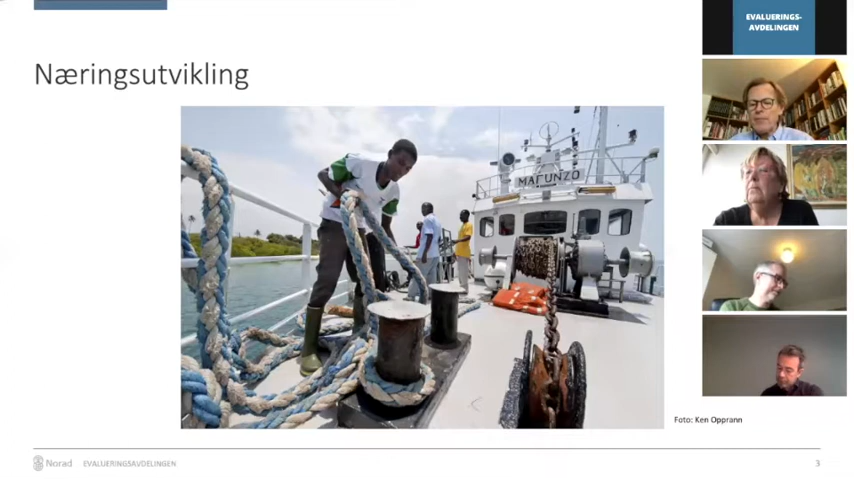 EVALUERINGS-
AVDELINGEN
Næringsutvikling
MAFUNZO
Foto: Ken Opprann
Norad EVALUERINGSAVDELINGEN 3